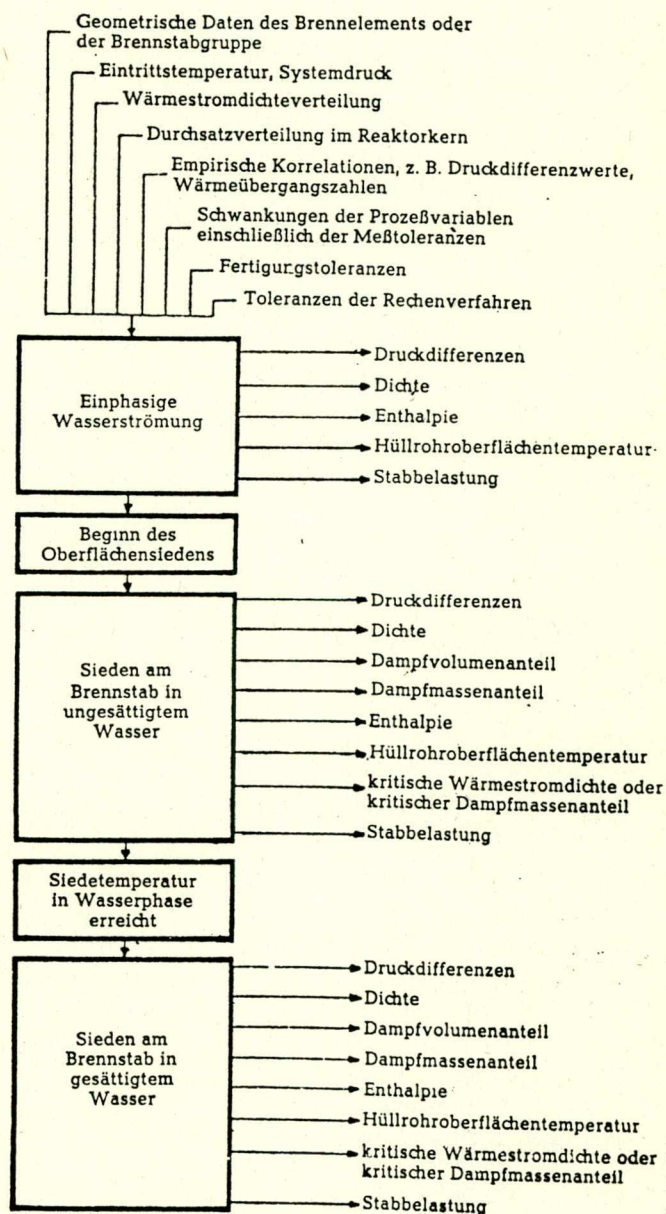 Geometrische Daten des Brennelements oder
der Brennstabgruppe
Eintrittstemperatur, Systemdruck
Wärmestromdichteverteilung
Durchsatzverteilung im Reaktorkern
Empirische Korrelationen, z. B. Druckdifferenzwerte,
Wärmeübergangszahlen
Schwankungen der Prozeßvariablen
einschließlich der Meßtoleranzen
Fertigungstoleranzen
Toleranzen der Rechenverfahren
Einphasige
Wasserströmung
Druckdifferenzen
Dichte
Enthalpie
Hüllrohroberflächentemperatur
Stabbelastung
Beginn des
Oberflächensiedens
Sieden am
Brennstab in
ungesättigtem
Wasser
Druckdifferenzen
Dichte
Dampfvolumenanteil
Dampfmassenanteil
Enthalpie
Hüllrohroberflächentemperatur
kritische Wärmestromdichte oder
kritischer Dampfmassenanteil
Stabbelastung
Siedetemperatur
in Wasserphase
erreicht
Sieden am
Brennstab in
gesättigtem
Wasser
Druckdifferenzen
Dichte
Dampfvolumenanteil
Dampfmassenanteil
Enthalpie
Hüllrohroberflächentemperatur
kritische Wärmestromdichte oder
kritischer Dampfmassenanteil
Stabbelastung